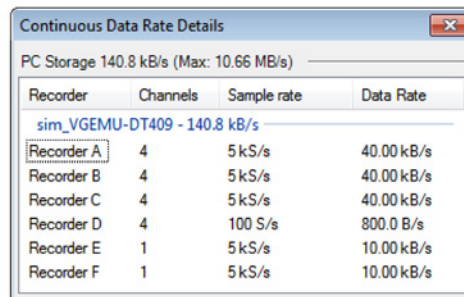 Continuous Data Rate Details
PC Storage 140.8 kB/s (Max: 10.66 MB/s)
Recorder Channels Sample rate Data Rate
sim_VGEMU-DT409 - 140.8 kB/s
Recorder A 4 5 kS/s 40.00 kB/s
Recorder B 4 5 kS/s 40.00 kB/s
Recorder C 4 5 kS/s 40.00 kB/s
Recorder D 4 100 S/s 800.0 B/s
Recorder E 1 5 kS/s 10.00 kB/s
Recorder F 1 5 kS/s 10.00 kB/s